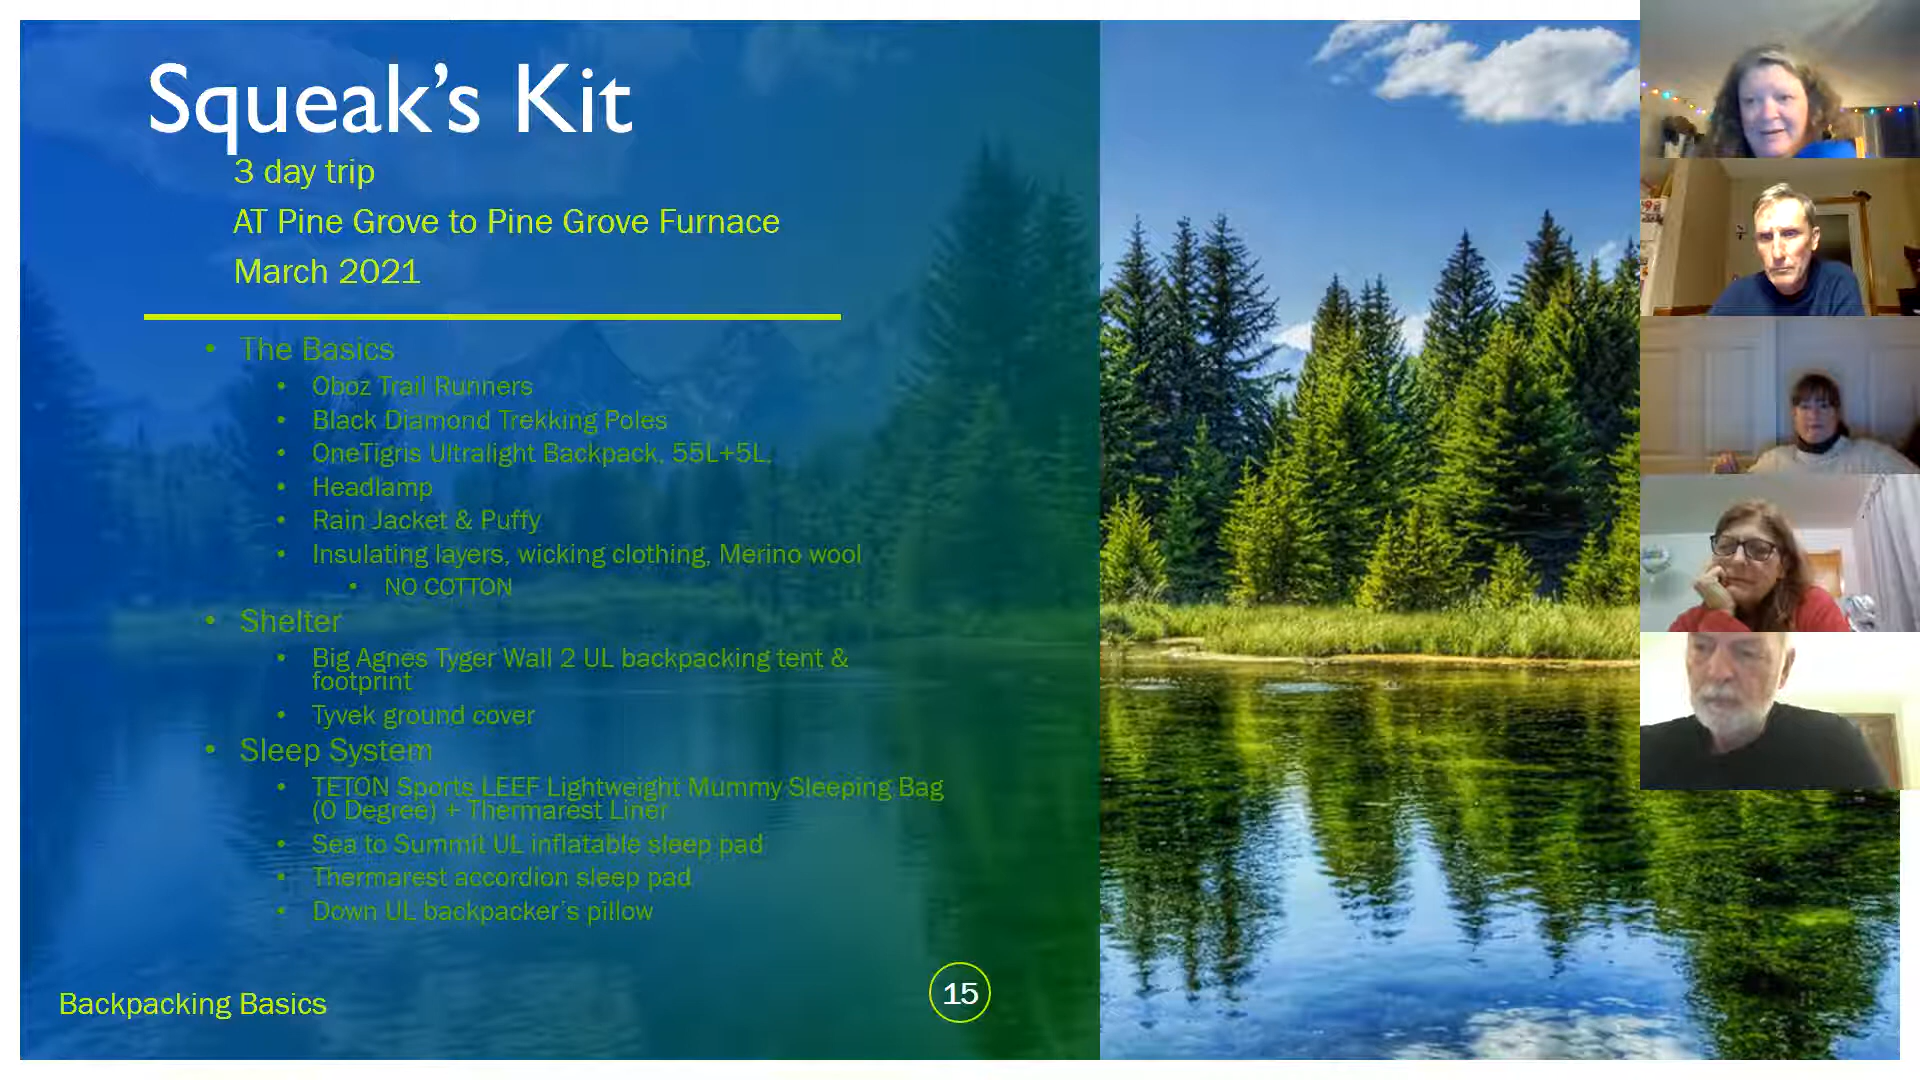 Squeak's Kit
3 day trip
AT Pine Grove to Pine Grove Furnace
March 2021
• The Basics
• Oboz Trail Runners
• Black Diamond Trekking Poles
• OneTigris Ultralight Backpack, 55L+5L,
• Headlamp
• Rain Jacket & Puffy
• Insulating layers, wicking clothing, Merino wool
• NO COTTON
• Shelter
• Big Agnes Tyger Wall 2 UL backpacking tent &
footprint
• Tyvek ground cover
• Sleep System
• TETON Sports LEEF Lightweight Mummy Sleeping Bag
(0 Degree) + Thermarest Liner
• Sea to Summit UL inflatable sleep pad
• Thermarest accordion sleep pad
• Down UL backpacker's pillow
Backpacking Basics
15